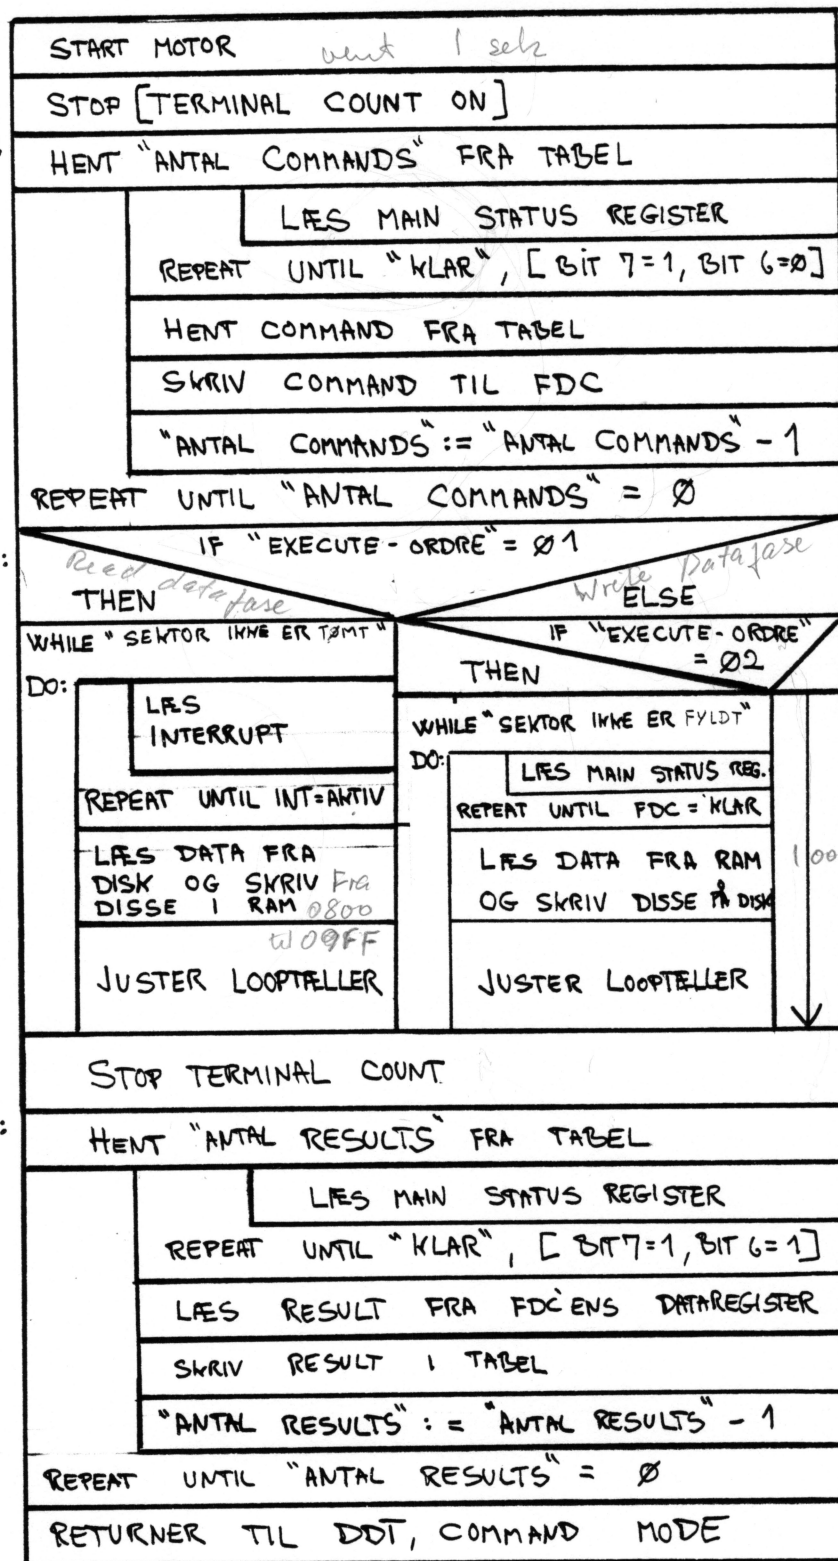 START MOTOR vent 1 sek
STOP [TERMINAL COUNT ON]
HENT "ANTAL COMMANDS" FRA TABEL
LÆS MAIN STATUS REGISTER
REPEAT UNTIL "KLAR", [BIT 7=1, BIT 6=Ø]
HENT COMMAND FRA TABEL
SKRIV COMMAND TIL FDC
"ANTAL COMMANDS" := "ANTAL COMMANDS" - 1
REPEAT UNTIL "ANTAL COMMANDS" = Ø
IF "EXECUTE-ORDRE" = Ø1
Read datafase
THEN
Write Datafase
ELSE
WHILE "SEKTOR IKKE ER TØMT"
DO:
LÆS
INTERRUPT
REPEAT UNTIL INT=AKTIV
LÆS DATA FRA
DISK OG SKRIV Fra
DISSE I RAM 0800
til 09FF
JUSTER LOOPTÆLLER
IF "EXECUTE-ORDRE"
= Ø2
THEN
WHILE "SEKTOR IKKE ER FYLDT"
DO:
LÆS MAIN STATUS REG.
REPEAT UNTIL FDC = KLAR
LÆS DATA FRA RAM
OG SKRIV DISSE PÅ DISK
JUSTER LOOPTÆLLER
STOP TERMINAL COUNT
HENT "ANTAL RESULTS" FRA TABEL
LÆS MAIN STATUS REGISTER
REPEAT UNTIL "KLAR", [BIT 7=1, BIT 6=1]
LÆS RESULT FRA FDC'ENS DATAREGISTER
SKRIV RESULT I TABEL
"ANTAL RESULTS" := "ANTAL RESULTS" - 1
REPEAT UNTIL "ANTAL RESULTS" = Ø
RETURNER TIL DDT, COMMAND MODE